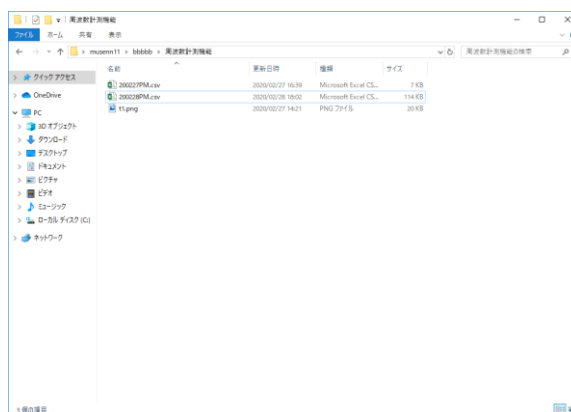 周波数計測機能
ファイル ホーム 共有 表示
musenn11 › bbbbb › 周波数計測機能
周波数計測機能の検索
名前 更新日時 種類 サイズ
クイック アクセス
OneDrive
PC
3D オブジェクト
ダウンロード
デスクトップ
ドキュメント
ピクチャ
ビデオ
ミュージック
ローカル ディスク (C:)
ネットワーク
200227PM.csv 2020/02/27 16:39 Microsoft Excel CS... 7 KB
200228PM.csv 2020/02/28 18:02 Microsoft Excel CS... 114 KB
t1.png 2020/02/27 14:21 PNG ファイル 20 KB
3 個の項目